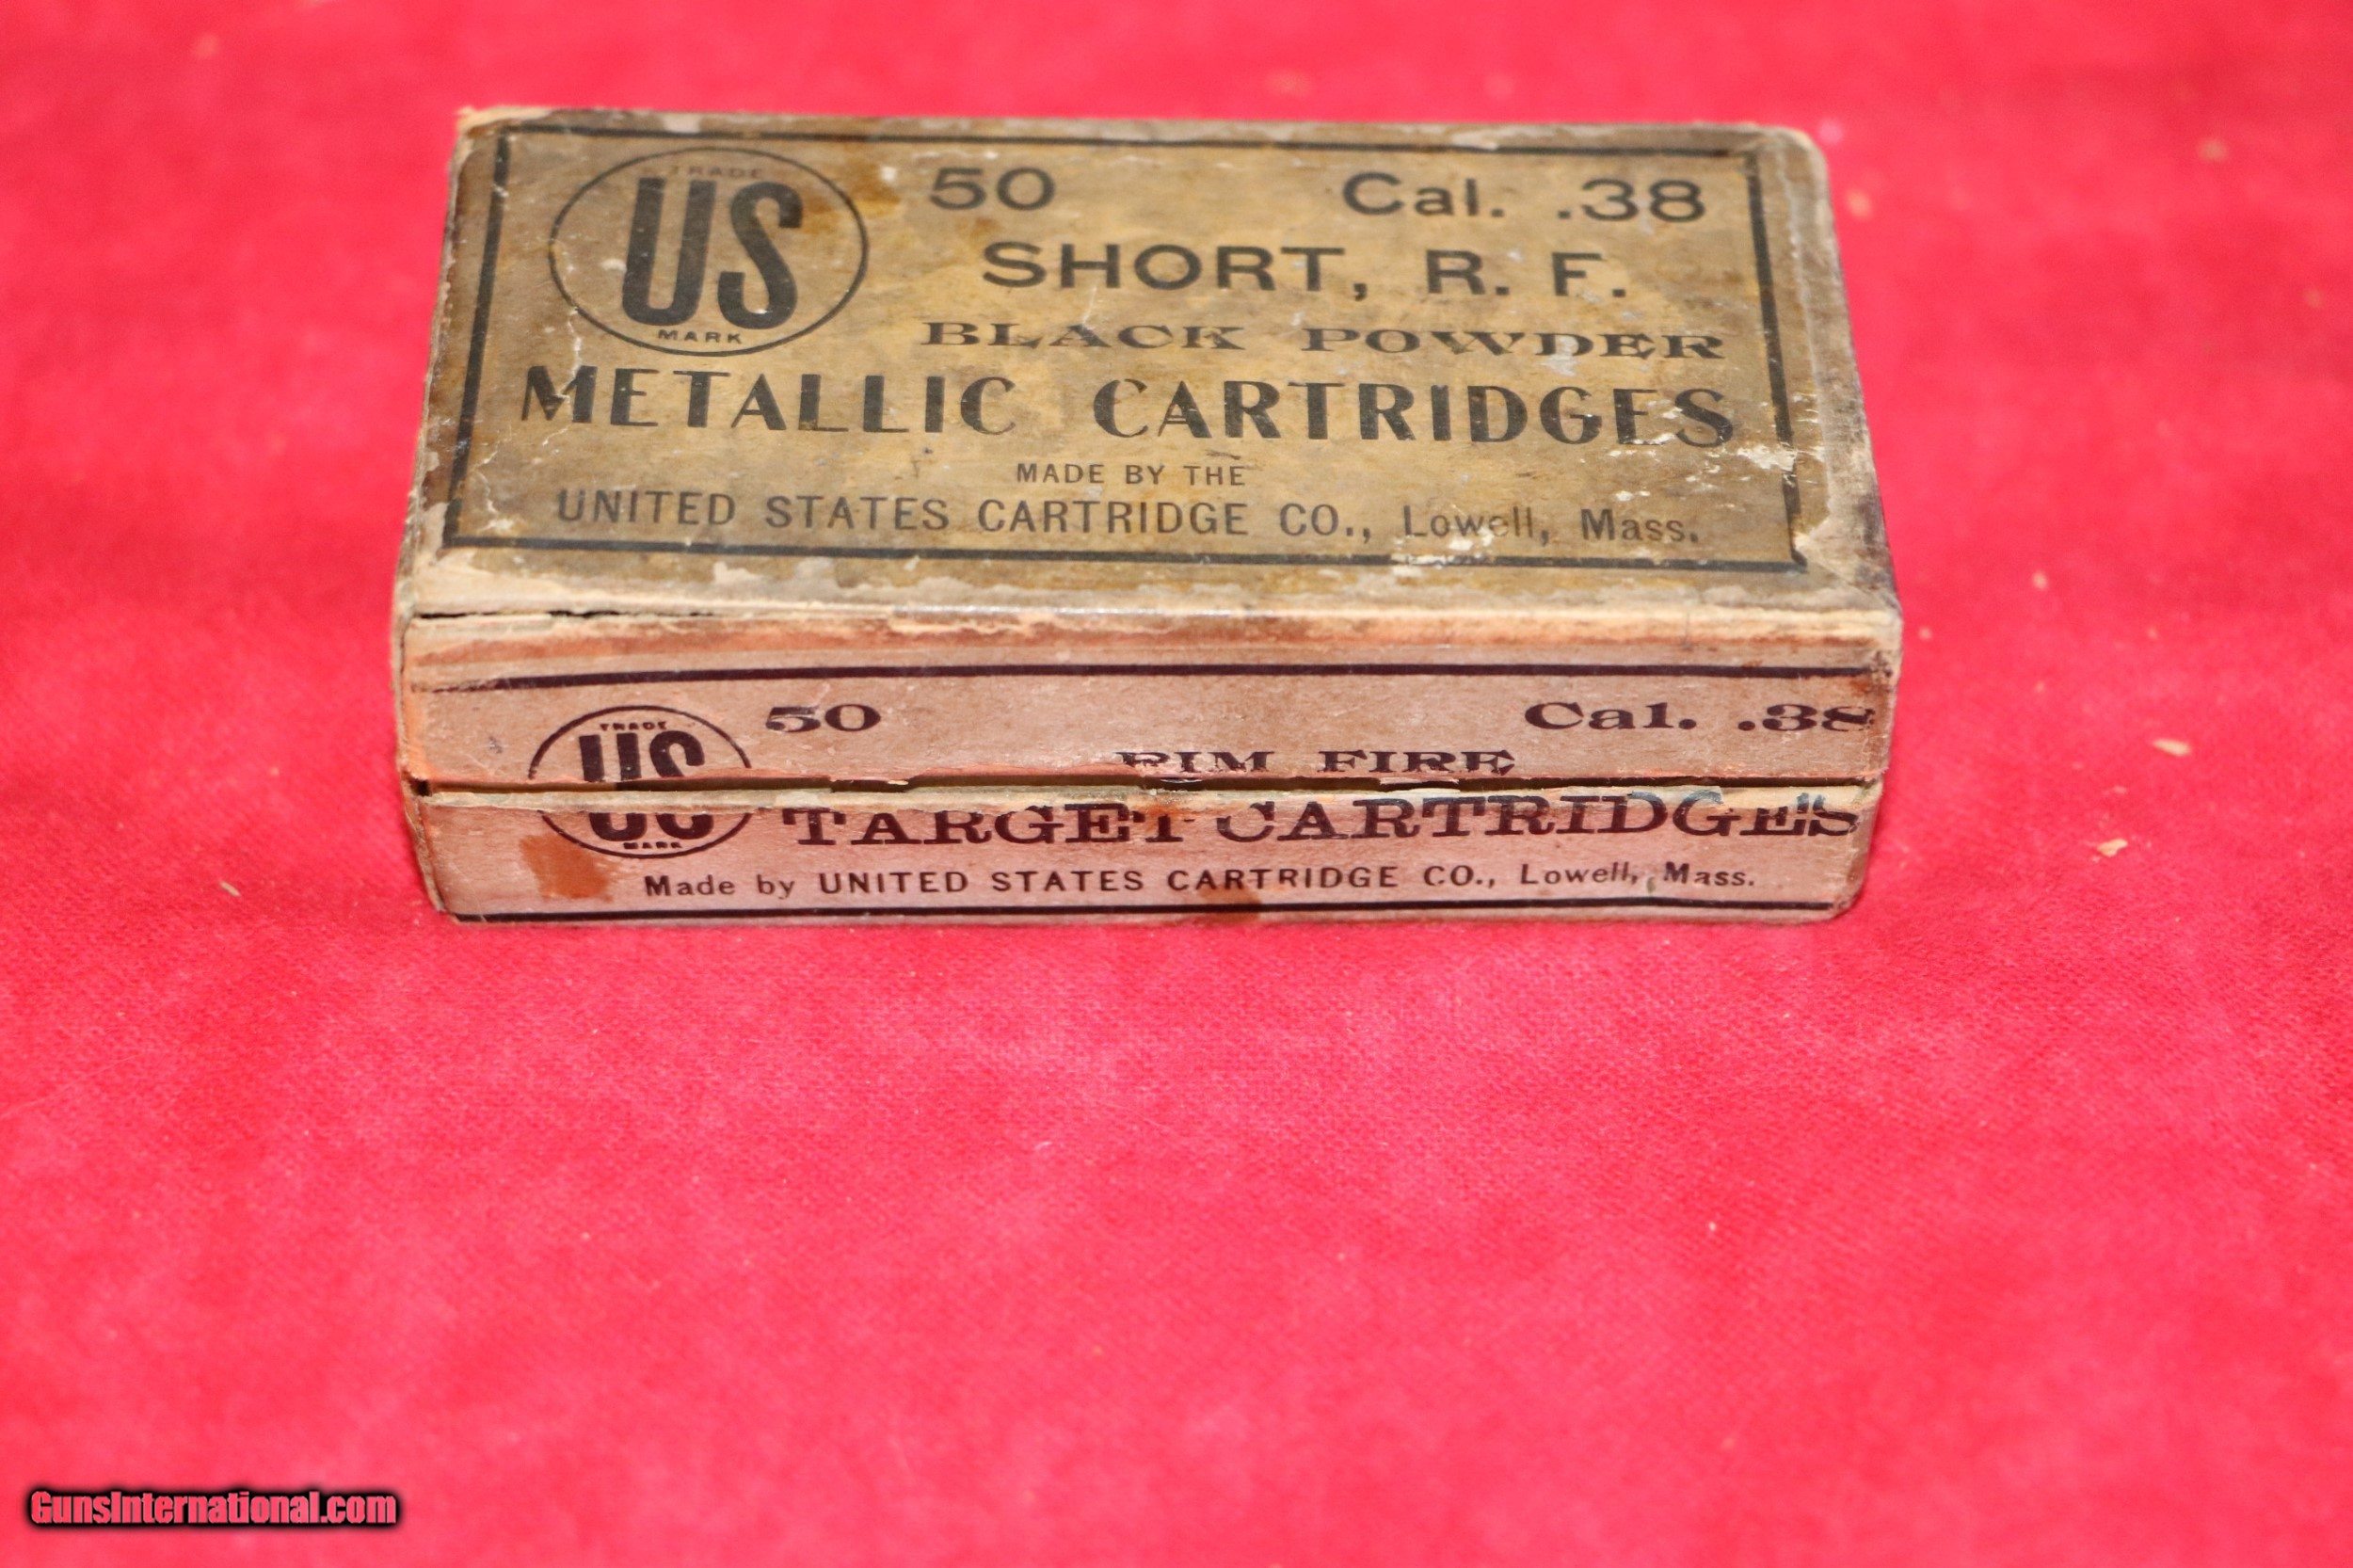 TRADE
US
MARK
50 Cal. .38
SHORT, R. F.
BLACK POWDER
METALLIC CARTRIDGES
MADE BY THE
UNITED STATES CARTRIDGE CO., Lowell, Mass.
TRADE
US
MARK
50 Cal. .38
RIM FIRE
TARGET CARTRIDGES
Made by UNITED STATES CARTRIDGE CO., Lowell, Mass.
GunsInternational.com